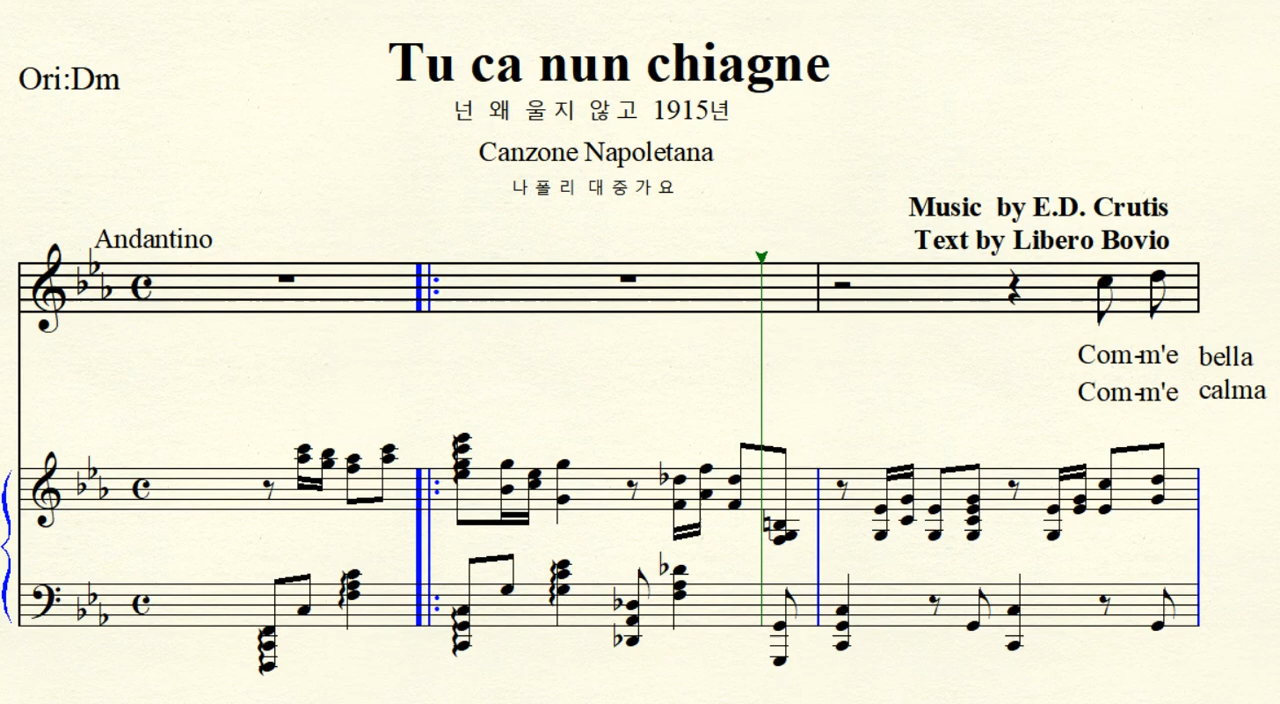 Tu ca nun chiagne
Ori:Dm
넌 왜 울지 않고 1915년
Canzone Napoletana
나폴리 대중가요
Music by E.D. Crutis
Text by Libero Bovio
Andantino
Com-m'e bella
Com-m'e calma